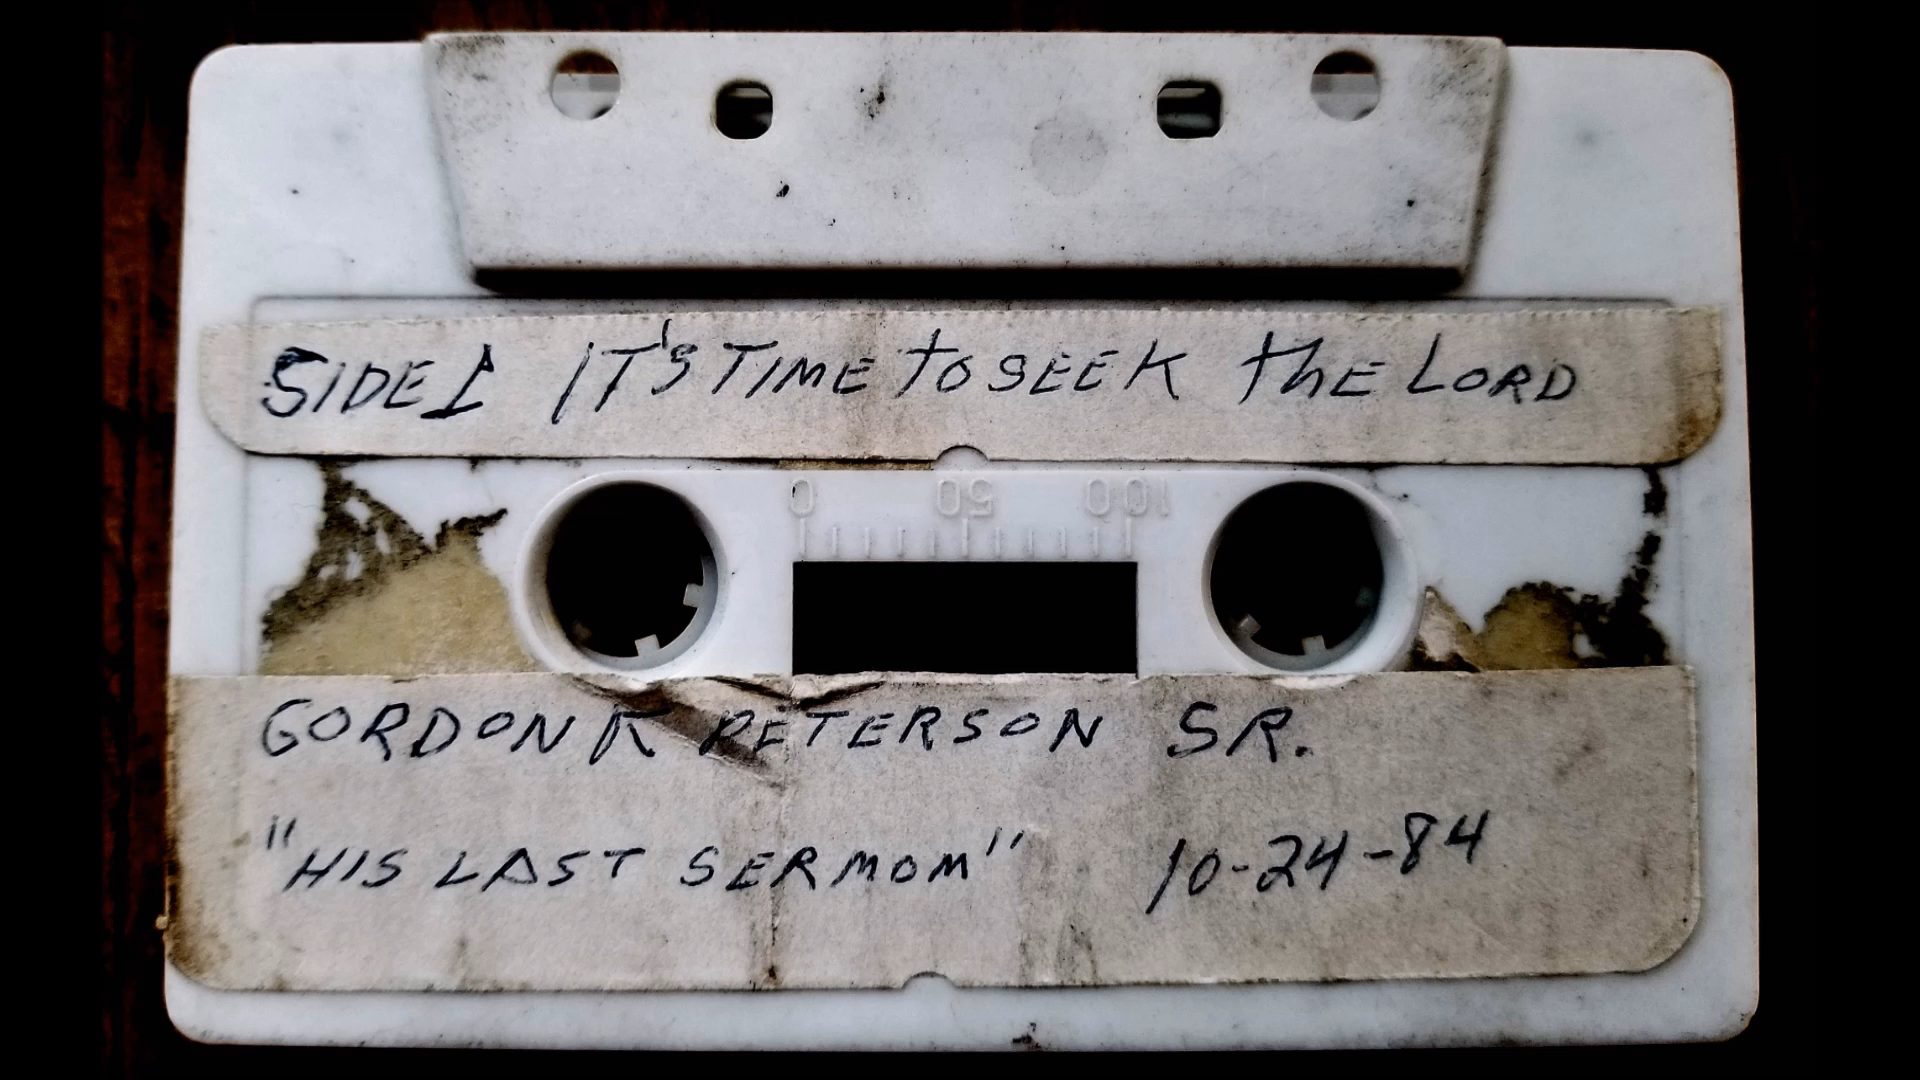 SIDE 1 IT'S TIME to SEEK thE LORD
0 50 100
GORDON K PETERSON SR.
"HIS LAST SERMOM" 10-24-84